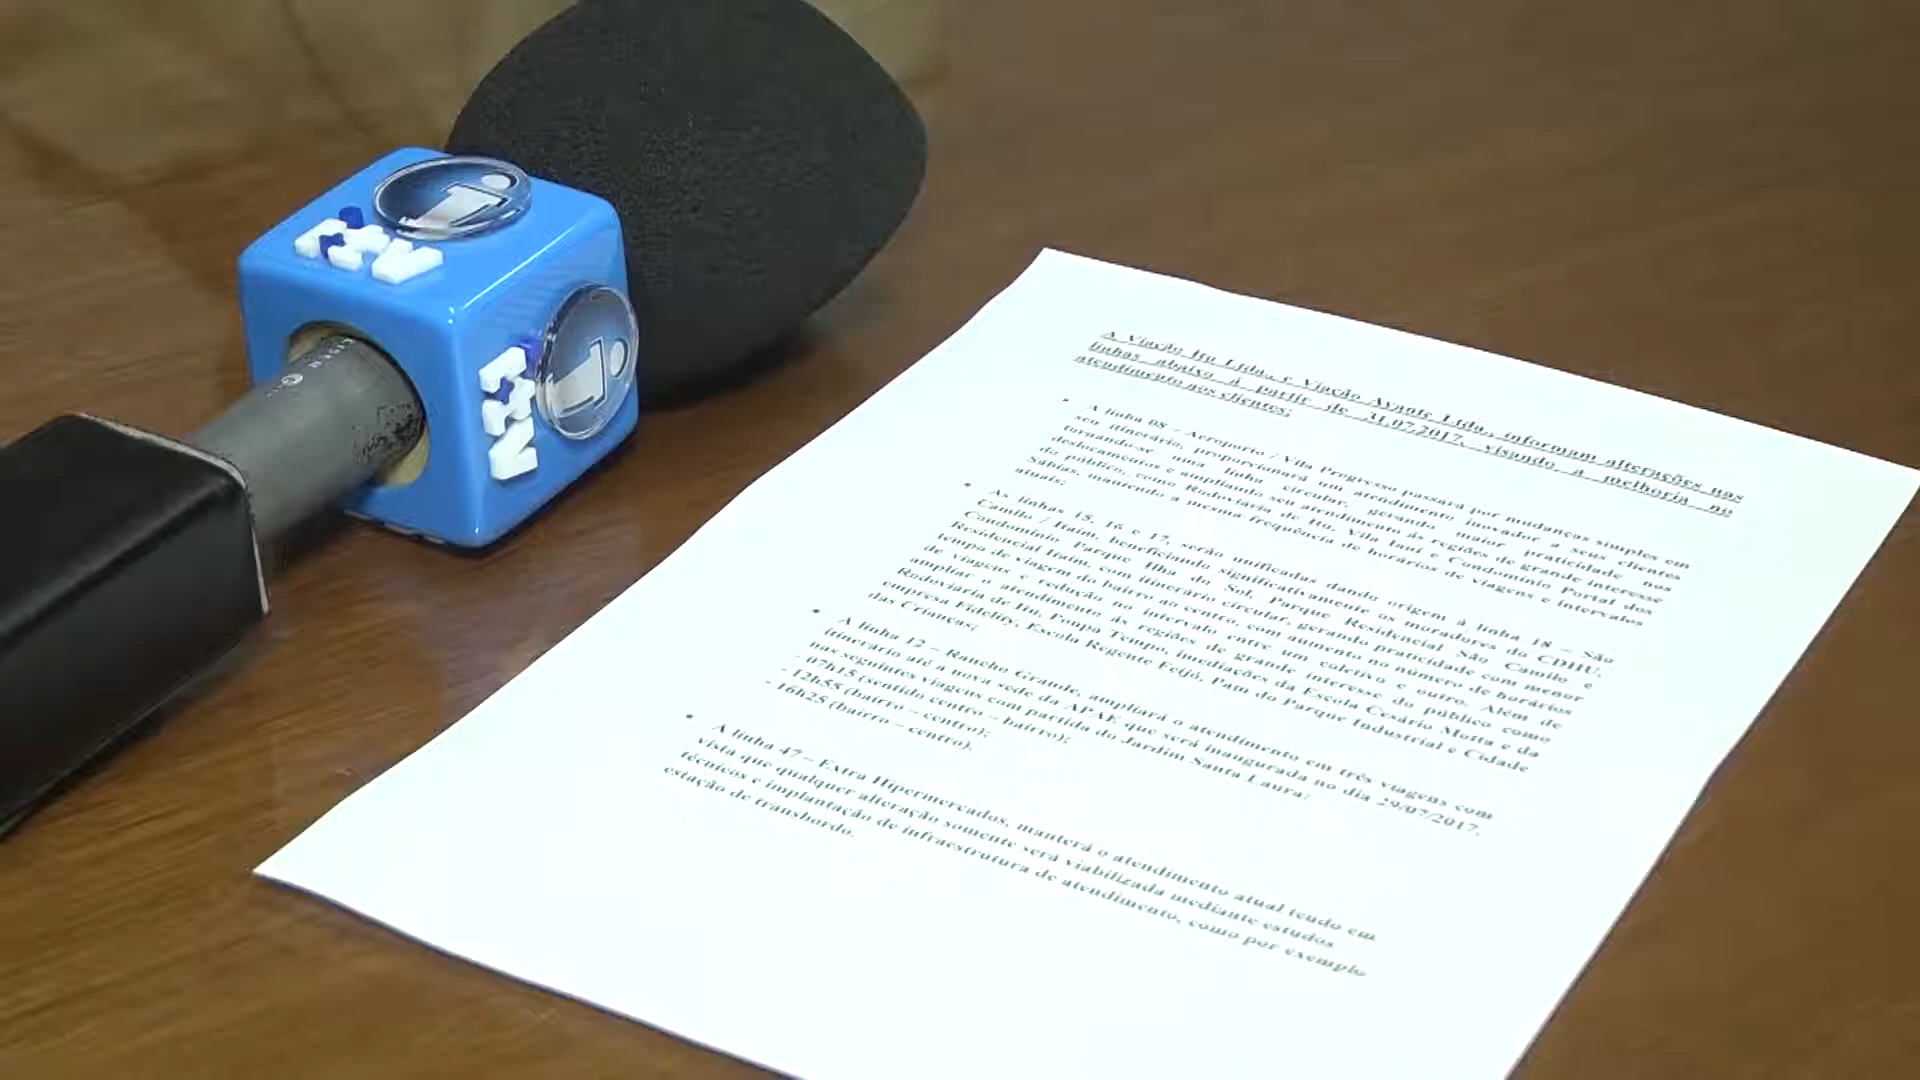 A Viação Itu Ltda., e Viação Avante Ltda., informam alterações nas
linhas abaixo à partir de 31.07.2017, visando a melhoria no
atendimento aos clientes:
• A linha 08 – Aeroporto / Vila Progresso passará por mudanças simples em
seu itinerário, proporcionará um atendimento inovador a seus clientes
tornando-se uma linha circular, gerando maior praticidade nos
deslocamentos e ampliando seu atendimento ás regiões de grande interesse
do público, como Rodoviária de Itu, Vila Ianí e Condomínio Portal dos
Sábias, mantendo a mesma frequência de horários de viagens e intervalos
atuais;
• As linhas 15, 16 e 17, serão unificadas dando origem à linha 18 – São
Camilo / Itaim, beneficiando significativamente os moradores do CDHU,
Condomínio Parque Ilha do Sol, Parque Residencial São Camilo e
Residencial Itaim, com itinerário circular, gerando praticidade com menor
tempo de viagem do bairro ao centro, com aumento no número de horários
de viagens e redução no intervalo entre um coletivo e outro. Além de
ampliar o atendimento ás regiões de grande interesse do público como
Rodoviária de Itu, Poupa Tempo, imediações da Escola Cesário Motta e da
empresa Fidelity, Escola Regente Feijó, Pam do Parque Industrial e Cidade
das Crianças;
• A linha 12 – Rancho Grande, ampliará o atendimento em três viagens com
itinerário até a nova sede da APAE que será inaugurada no dia 29/07/2017,
nas seguintes viagens com partida do Jardim Santa Laura:
- 07h15 (sentido centro – bairro);
- 12h55 (bairro – centro);
- 16h25 (bairro – centro).
• A linha 47 – Extra Hipermercados, manterá o atendimento atual tendo em
vista que qualquer alteração somente será viabilizada mediante estudos
técnicos e implantação de infraestrutura de atendimento, como por exemplo
estação de transbordo.